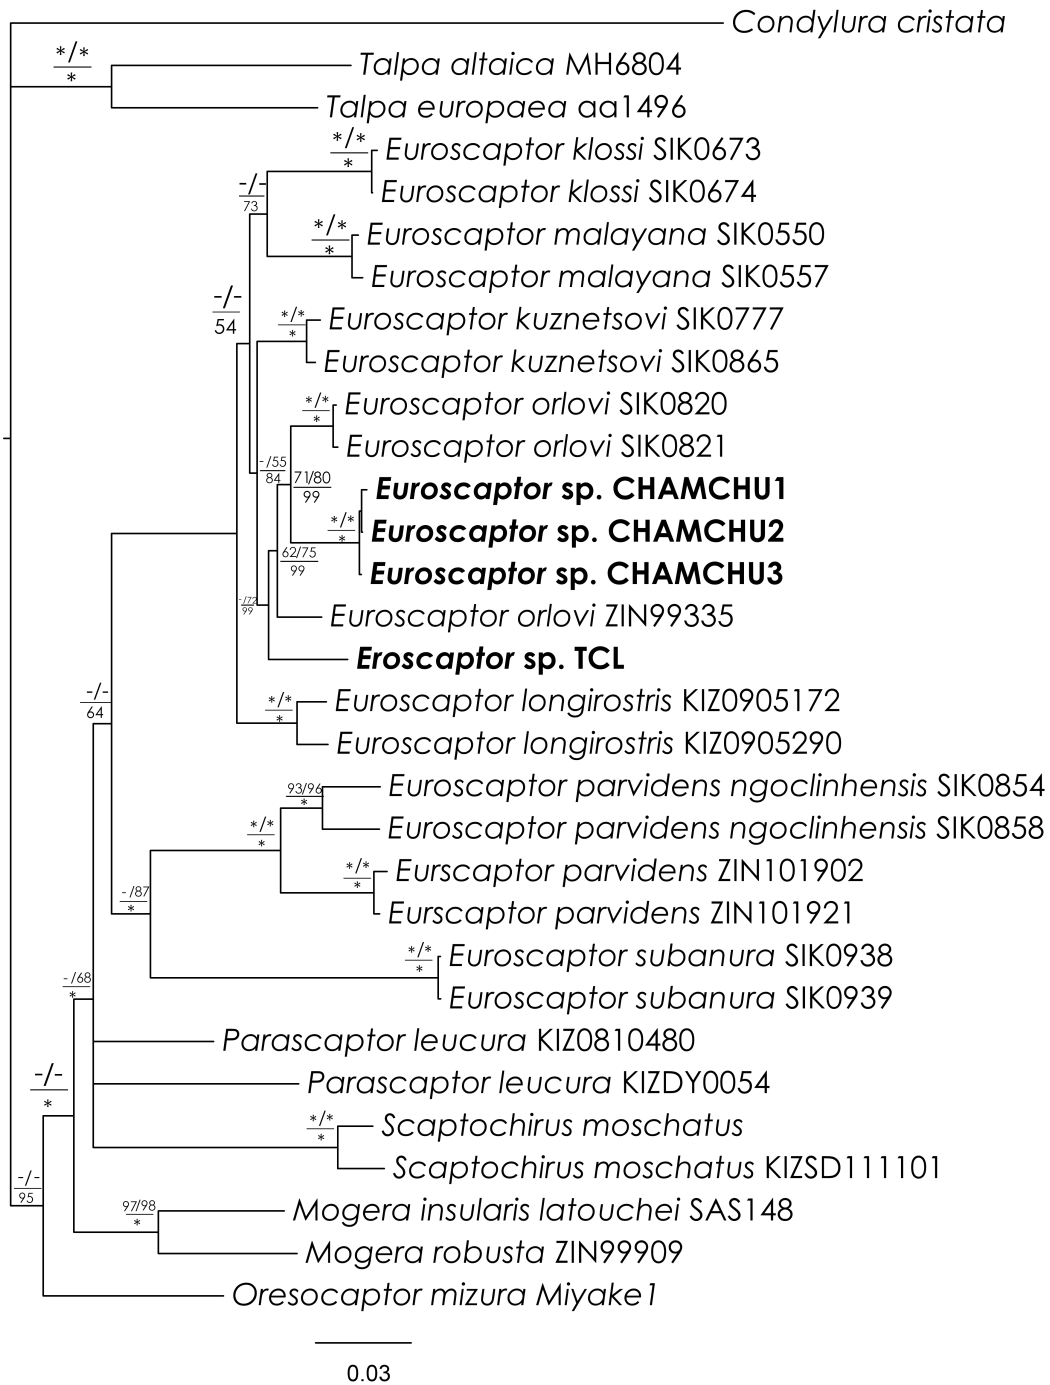 Condylura cristata
*/*
*
Talpa altaica MH6804
Talpa europaea aa1496
*/*
*
Euroscaptor klossi SIK0673
Euroscaptor klossi SIK0674
-/-
73
*/*
*
Euroscaptor malayana SIK0550
Euroscaptor malayana SIK0557
-/-
54
*/*
*
Euroscaptor kuznetsovi SIK0777
Euroscaptor kuznetsovi SIK0865
*/*
*
Euroscaptor orlovi SIK0820
Euroscaptor orlovi SIK0821
-/55
84
71/80
99
Euroscaptor sp. CHAMCHU1
*/*
*
Euroscaptor sp. CHAMCHU2
Euroscaptor sp. CHAMCHU3
62/75
99
-/72
99
Euroscaptor orlovi ZIN99335
Eroscaptor sp. TCL
-/-
64
*/*
*
Euroscaptor longirostris KIZ0905172
Euroscaptor longirostris KIZ0905290
93/96
*
Euroscaptor parvidens ngoclinhensis SIK0854
Euroscaptor parvidens ngoclinhensis SIK0858
*/*
*
*/*
*
Eurscaptor parvidens ZIN101902
Eurscaptor parvidens ZIN101921
-/87
*
*/*
*
Euroscaptor subanura SIK0938
Euroscaptor subanura SIK0939
-/68
*
Parascaptor leucura KIZ0810480
Parascaptor leucura KIZDY0054
-/-
*
*/*
*
Scaptochirus moschatus
Scaptochirus moschatus KIZSD111101
-/-
95
97/98
*
Mogera insularis latouchei SAS148
Mogera robusta ZIN99909
Oresocaptor mizura Miyake1
0.03